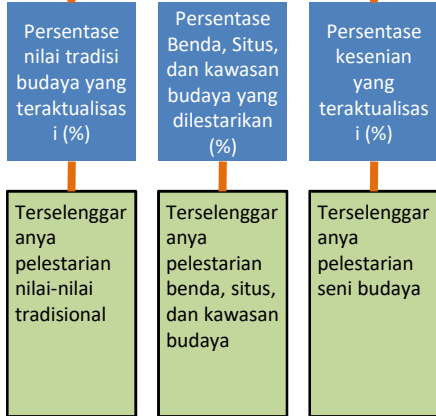 Persentase
nilai tradisi
budaya yang
teraktualisas
i (%)
Persentase
Benda, Situs,
dan kawasan
budaya yang
dilestarikan
(%)
Persentase
kesenian
yang
teraktualisas
i (%)
Terselenggar
anya
pelestarian
nilai-nilai
tradisional
Terselenggar
anya
pelestarian
benda, situs,
dan kawasan
budaya
Terselenggar
anya
pelestarian
seni budaya